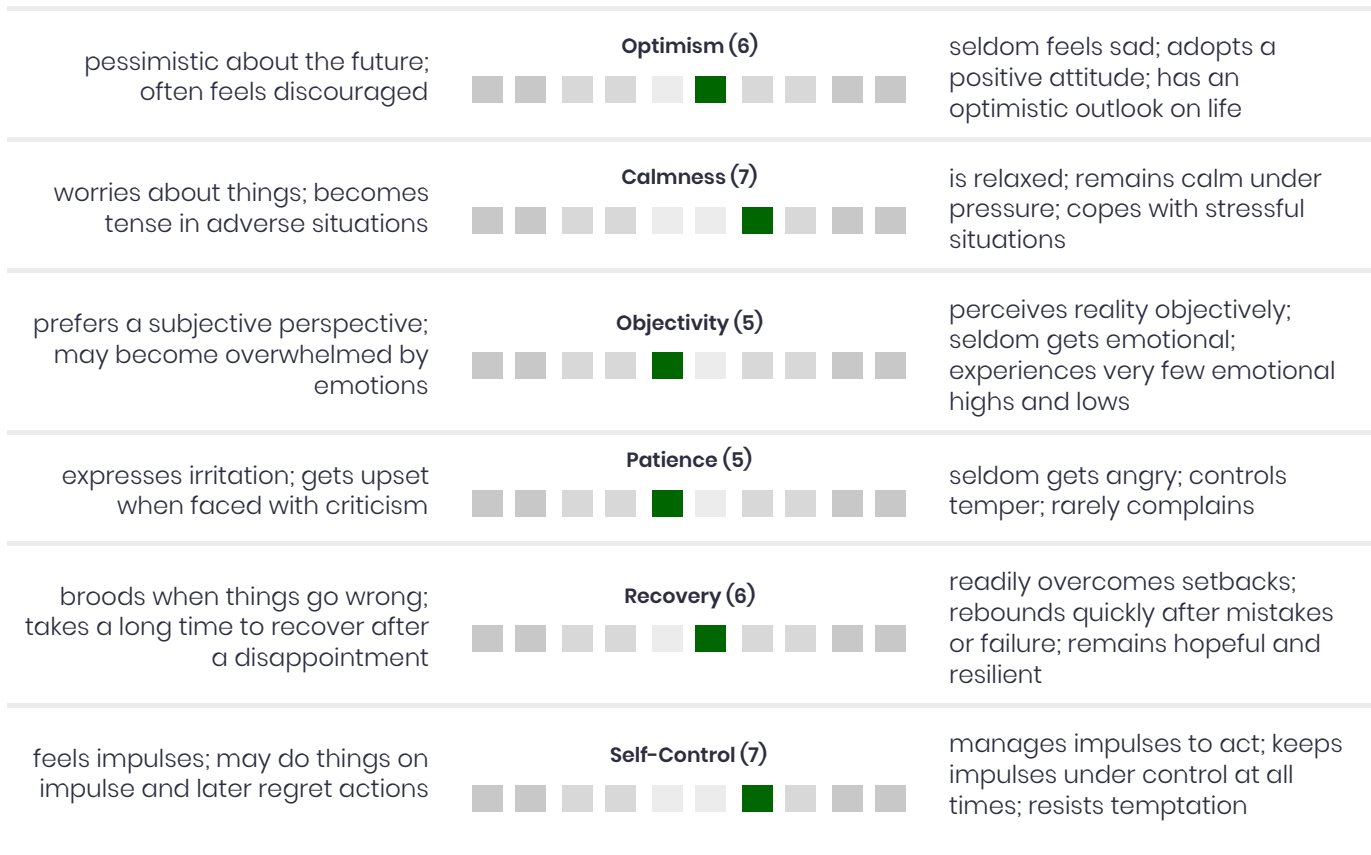 pessimistic about the future;
often feels discouraged
Optimism (6)
seldom feels sad; adopts a
positive attitude; has an
optimistic outlook on life
worries about things; becomes
tense in adverse situations
Calmness (7)
is relaxed; remains calm under
pressure; copes with stressful
situations
prefers a subjective perspective;
may become overwhelmed by
emotions
Objectivity (5)
perceives reality objectively;
seldom gets emotional;
experiences very few emotional
highs and lows
expresses irritation; gets upset
when faced with criticism
Patience (5)
seldom gets angry; controls
temper; rarely complains
broods when things go wrong;
takes a long time to recover after
a disappointment
Recovery (6)
readily overcomes setbacks;
rebounds quickly after mistakes
or failure; remains hopeful and
resilient
feels impulses; may do things on
impulse and later regret actions
Self-Control (7)
manages impulses to act; keeps
impulses under control at all
times; resists temptation